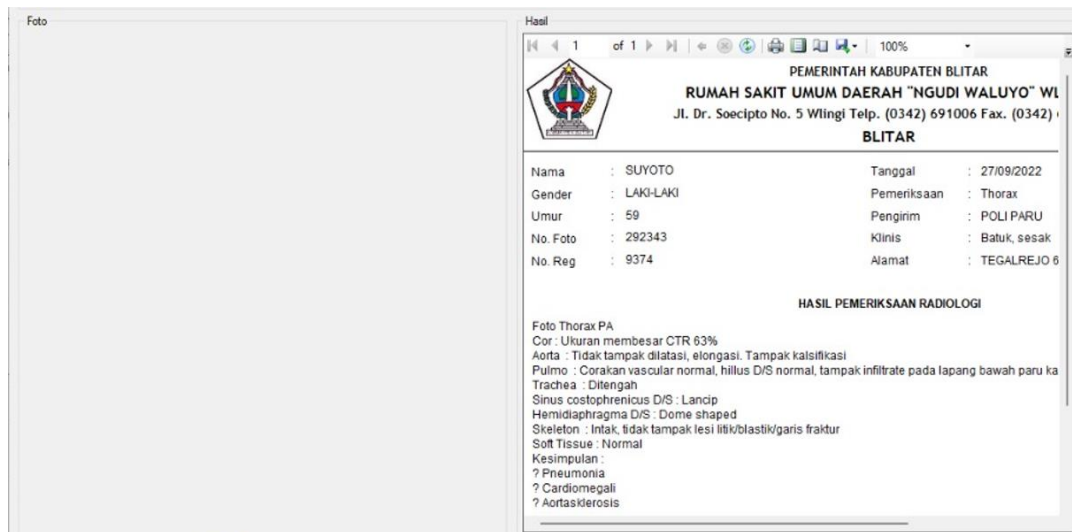 Foto
Hasil
1 of 1 100%
PEMERINTAH KABUPATEN BLITAR
RUMAH SAKIT UMUM DAERAH "NGUDI WALUYO" WL
Jl. Dr. Soecipto No. 5 Wlingi Telp. (0342) 691006 Fax. (0342)
BLITAR
Nama : SUYOTO Tanggal : 27/09/2022
Gender : LAKI-LAKI Pemeriksaan : Thorax
Umur : 59 Pengirim : POLI PARU
No. Foto : 292343 Klinis : Batuk, sesak
No. Reg : 9374 Alamat : TEGALREJO 6
HASIL PEMERIKSAAN RADIOLOGI
Foto Thorax PA
Cor : Ukuran membesar CTR 63%
Aorta : Tidak tampak dilatasi, elongasi. Tampak kalsifikasi
Pulmo : Corakan vascular normal, hillus D/S normal, tampak infiltrate pada lapang bawah paru ka
Trachea : Ditengah
Sinus costophrenicus D/S : Lancip
Hemidiaphragma D/S : Dome shaped
Skeleton : Intak, tidak tampak lesi litik/blastik/garis fraktur
Soft Tissue : Normal
Kesimpulan :
? Pneumonia
? Cardiomegali
? Aortasklerosis